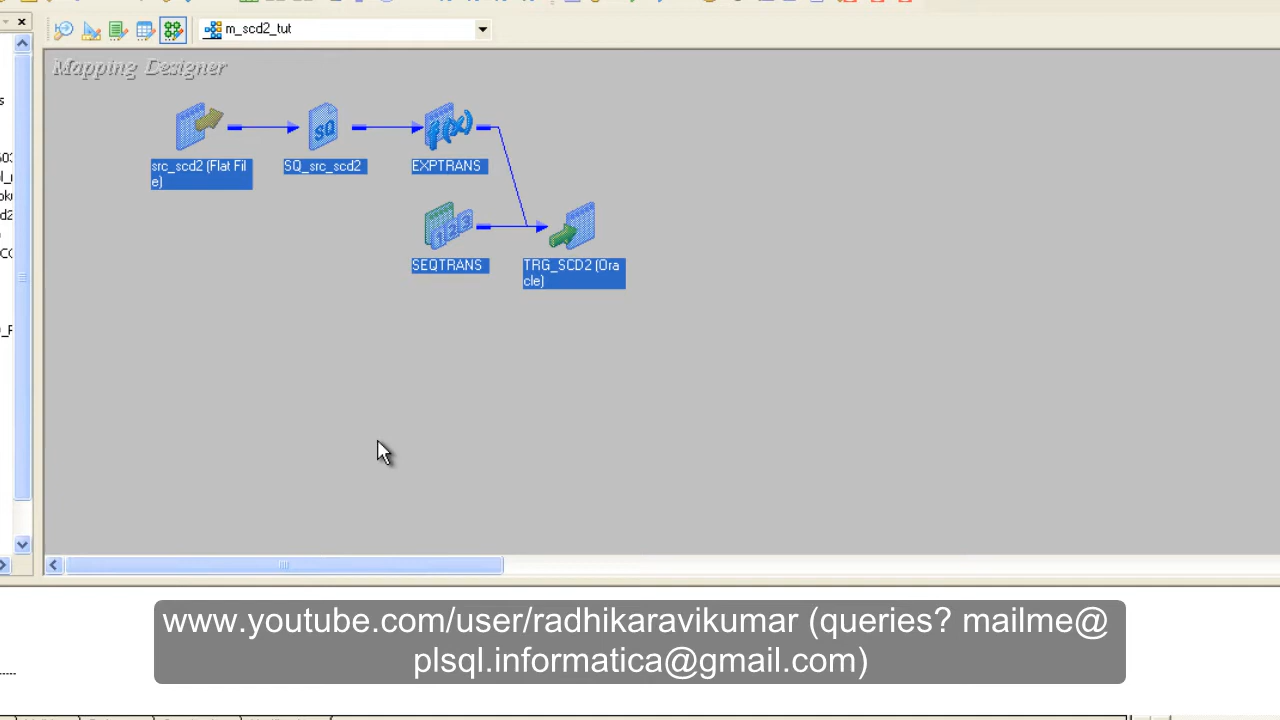 m_scd2_tut
Mapping Designer
src_scd2 (Flat Fil
e)
SQ_src_scd2
EXPTRANS
SEQTRANS
TRG_SCD2 (Ora
cle)
www.youtube.com/user/radhikaravikumar (queries? mailme@
plsql.informatica@gmail.com)